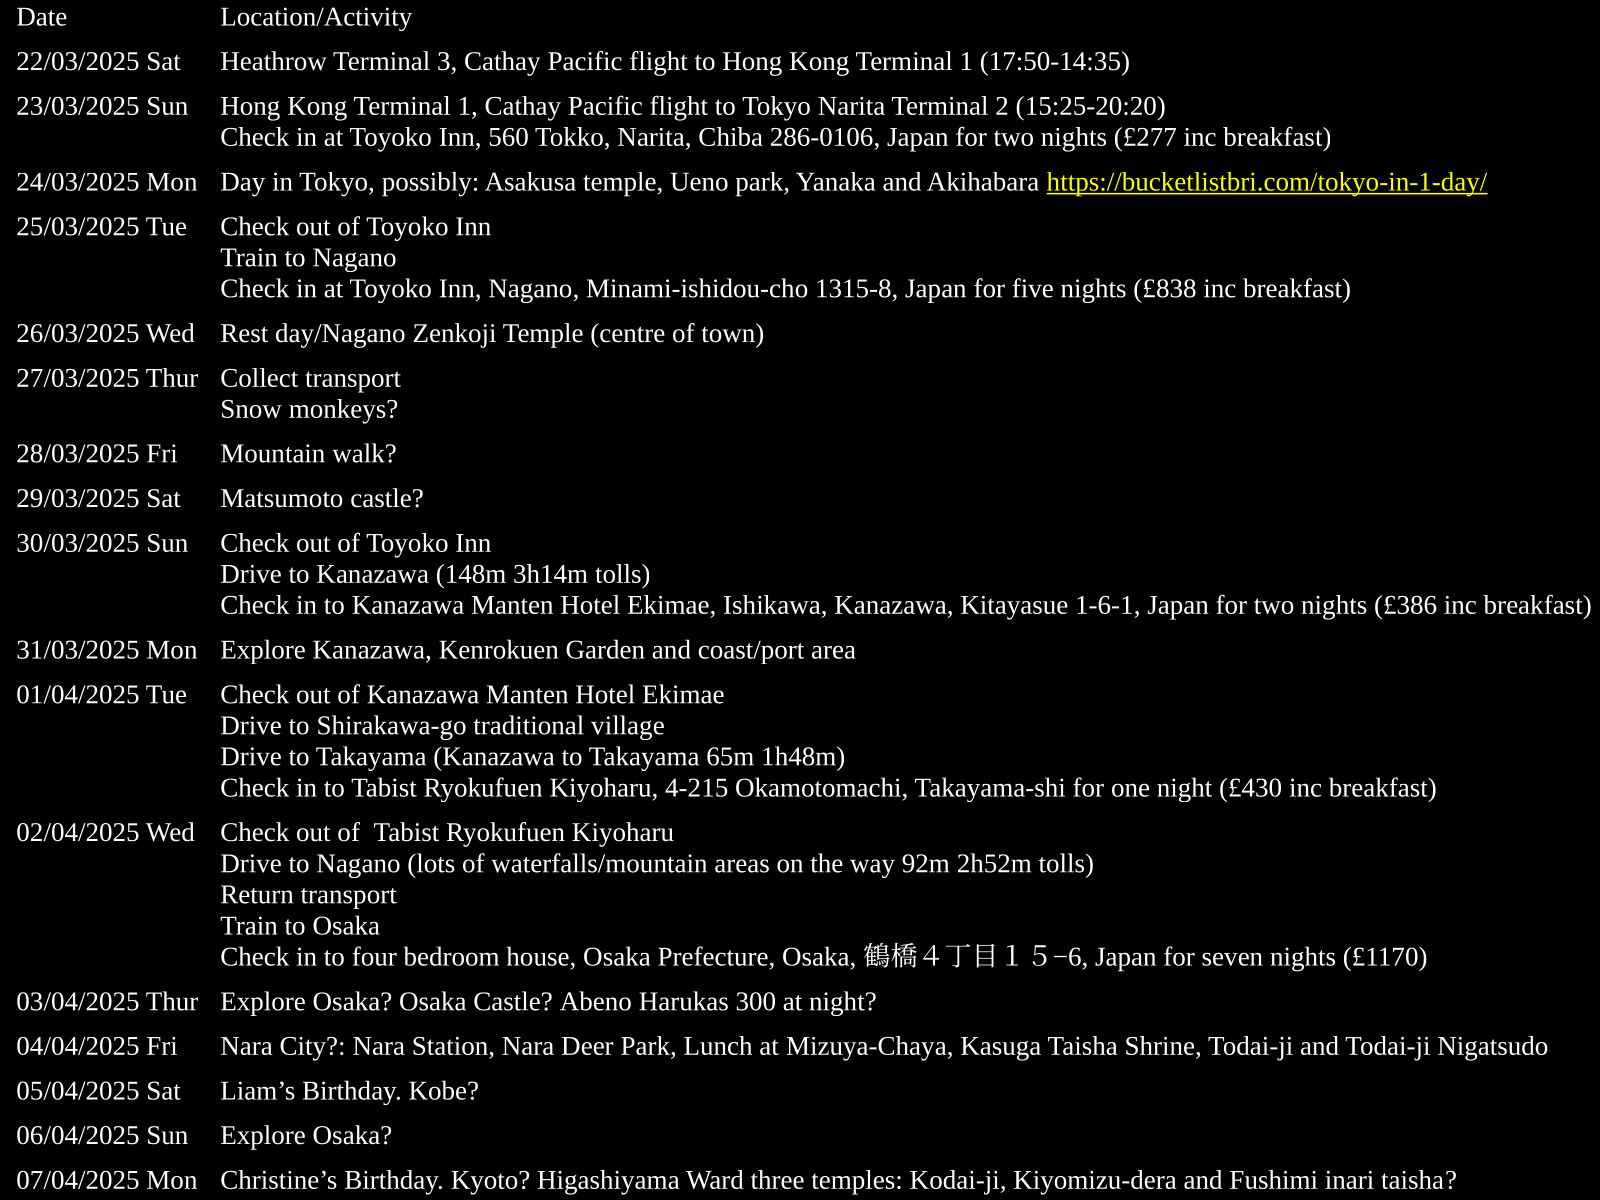 Date Location/Activity
22/03/2025 Sat Heathrow Terminal 3, Cathay Pacific flight to Hong Kong Terminal 1 (17:50-14:35)
23/03/2025 Sun Hong Kong Terminal 1, Cathay Pacific flight to Tokyo Narita Terminal 2 (15:25-20:20)
Check in at Toyoko Inn, 560 Tokko, Narita, Chiba 286-0106, Japan for two nights (£277 inc breakfast)
24/03/2025 Mon Day in Tokyo, possibly: Asakusa temple, Ueno park, Yanaka and Akihabara https://bucketlistbri.com/tokyo-in-1-day/
25/03/2025 Tue Check out of Toyoko Inn
Train to Nagano
Check in at Toyoko Inn, Nagano, Minami-ishidou-cho 1315-8, Japan for five nights (£838 inc breakfast)
26/03/2025 Wed Rest day/Nagano Zenkoji Temple (centre of town)
27/03/2025 Thur Collect transport
Snow monkeys?
28/03/2025 Fri Mountain walk?
29/03/2025 Sat Matsumoto castle?
30/03/2025 Sun Check out of Toyoko Inn
Drive to Kanazawa (148m 3h14m tolls)
Check in to Kanazawa Manten Hotel Ekimae, Ishikawa, Kanazawa, Kitayasue 1-6-1, Japan for two nights (£386 inc breakfast)
31/03/2025 Mon Explore Kanazawa, Kenrokuen Garden and coast/port area
01/04/2025 Tue Check out of Kanazawa Manten Hotel Ekimae
Drive to Shirakawa-go traditional village
Drive to Takayama (Kanazawa to Takayama 65m 1h48m)
Check in to Tabist Ryokufuen Kiyoharu, 4-215 Okamotomachi, Takayama-shi for one night (£430 inc breakfast)
02/04/2025 Wed Check out of  Tabist Ryokufuen Kiyoharu
Drive to Nagano (lots of waterfalls/mountain areas on the way 92m 2h52m tolls)
Return transport
Train to Osaka
Check in to four bedroom house, Osaka Prefecture, Osaka, 鶴橋４丁目１５−6, Japan for seven nights (£1170)
03/04/2025 Thur Explore Osaka? Osaka Castle? Abeno Harukas 300 at night?
04/04/2025 Fri Nara City?: Nara Station, Nara Deer Park, Lunch at Mizuya-Chaya, Kasuga Taisha Shrine, Todai-ji and Todai-ji Nigatsudo
05/04/2025 Sat Liam’s Birthday. Kobe?
06/04/2025 Sun Explore Osaka?
07/04/2025 Mon Christine’s Birthday. Kyoto? Higashiyama Ward three temples: Kodai-ji, Kiyomizu-dera and Fushimi inari taisha?